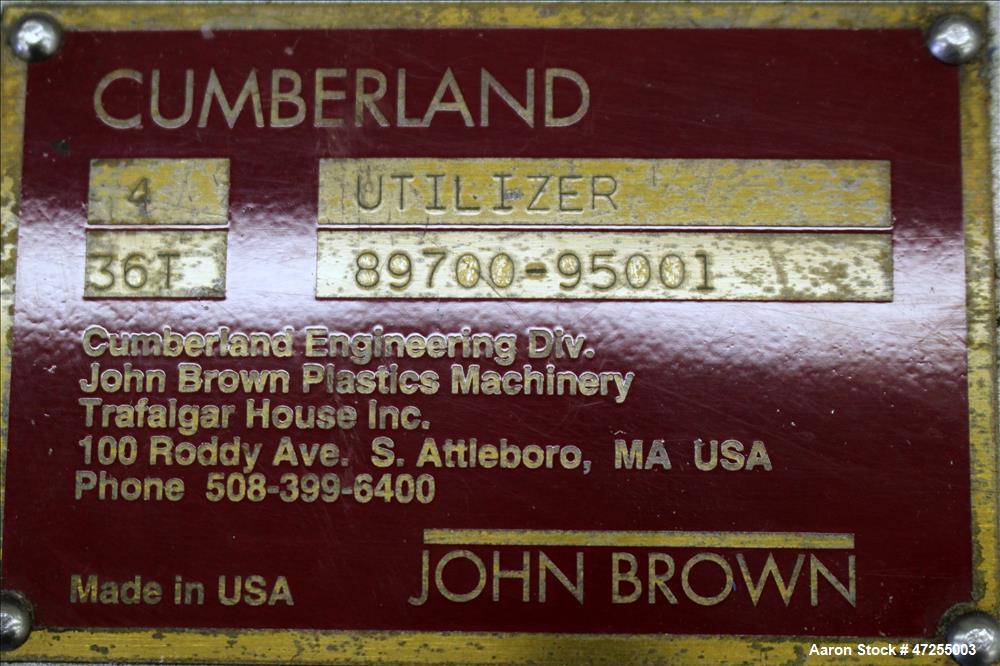 CUMBERLAND
4 UTILIZER
36T 89700-95001
Cumberland Engineering Div.
John Brown Plastics Machinery
Trafalgar House Inc.
100 Roddy Ave. S. Attleboro, MA USA
Phone 508-399-6400
Made in USA
JOHN BROWN
Aaron Stock # 47255003